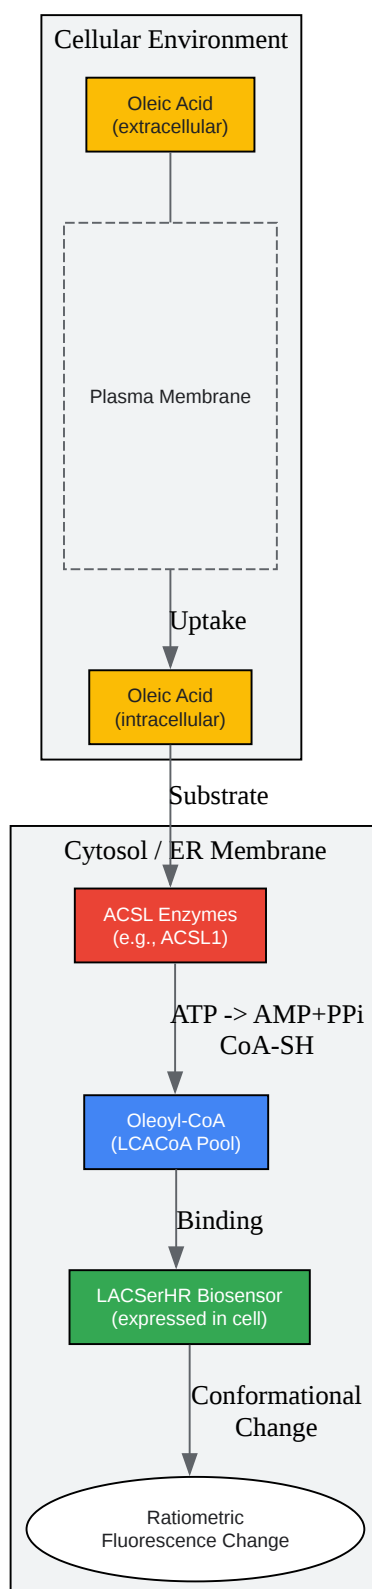 Cellular Environment
Oleic Acid
(extracellular)
Plasma Membrane
Uptake
Oleic Acid
(intracellular)
Substrate
Cytosol / ER Membrane
ACSL Enzymes
(e.g., ACSL1)
ATP -> AMP+PPi
CoA-SH
Oleoyl-CoA
(LCACoA Pool)
Binding
LACSerHR Biosensor
(expressed in cell)
Conformational
Change
Ratiometric
Fluorescence Change